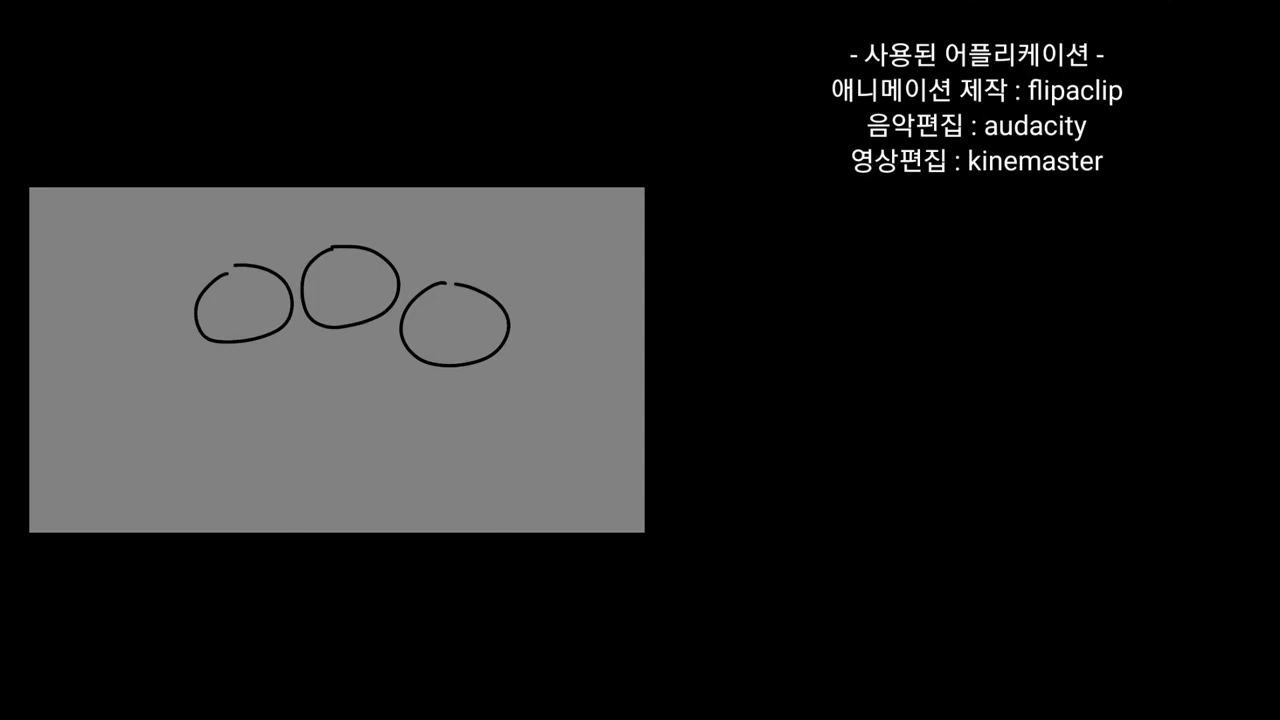 - 사용된 어플리케이션 -
애니메이션 제작 : flipaclip
음악편집 : audacity
영상편집 : kinemaster